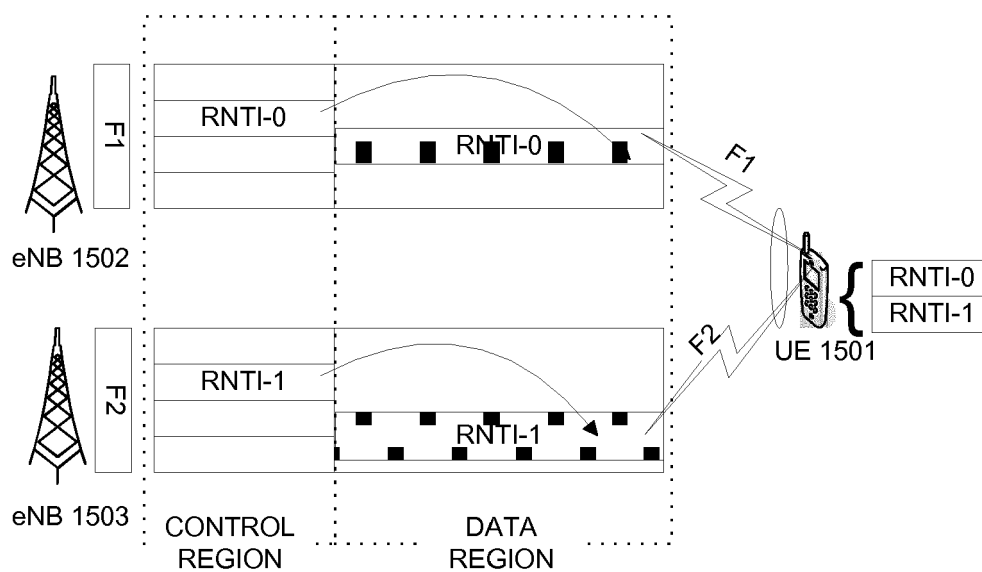 F1
RNTI-0
RNTI-0
F1
eNB 1502
RNTI-0
RNTI-1
UE 1501
F2
F2
RNTI-1
RNTI-1
eNB 1503
CONTROL
REGION
DATA
REGION